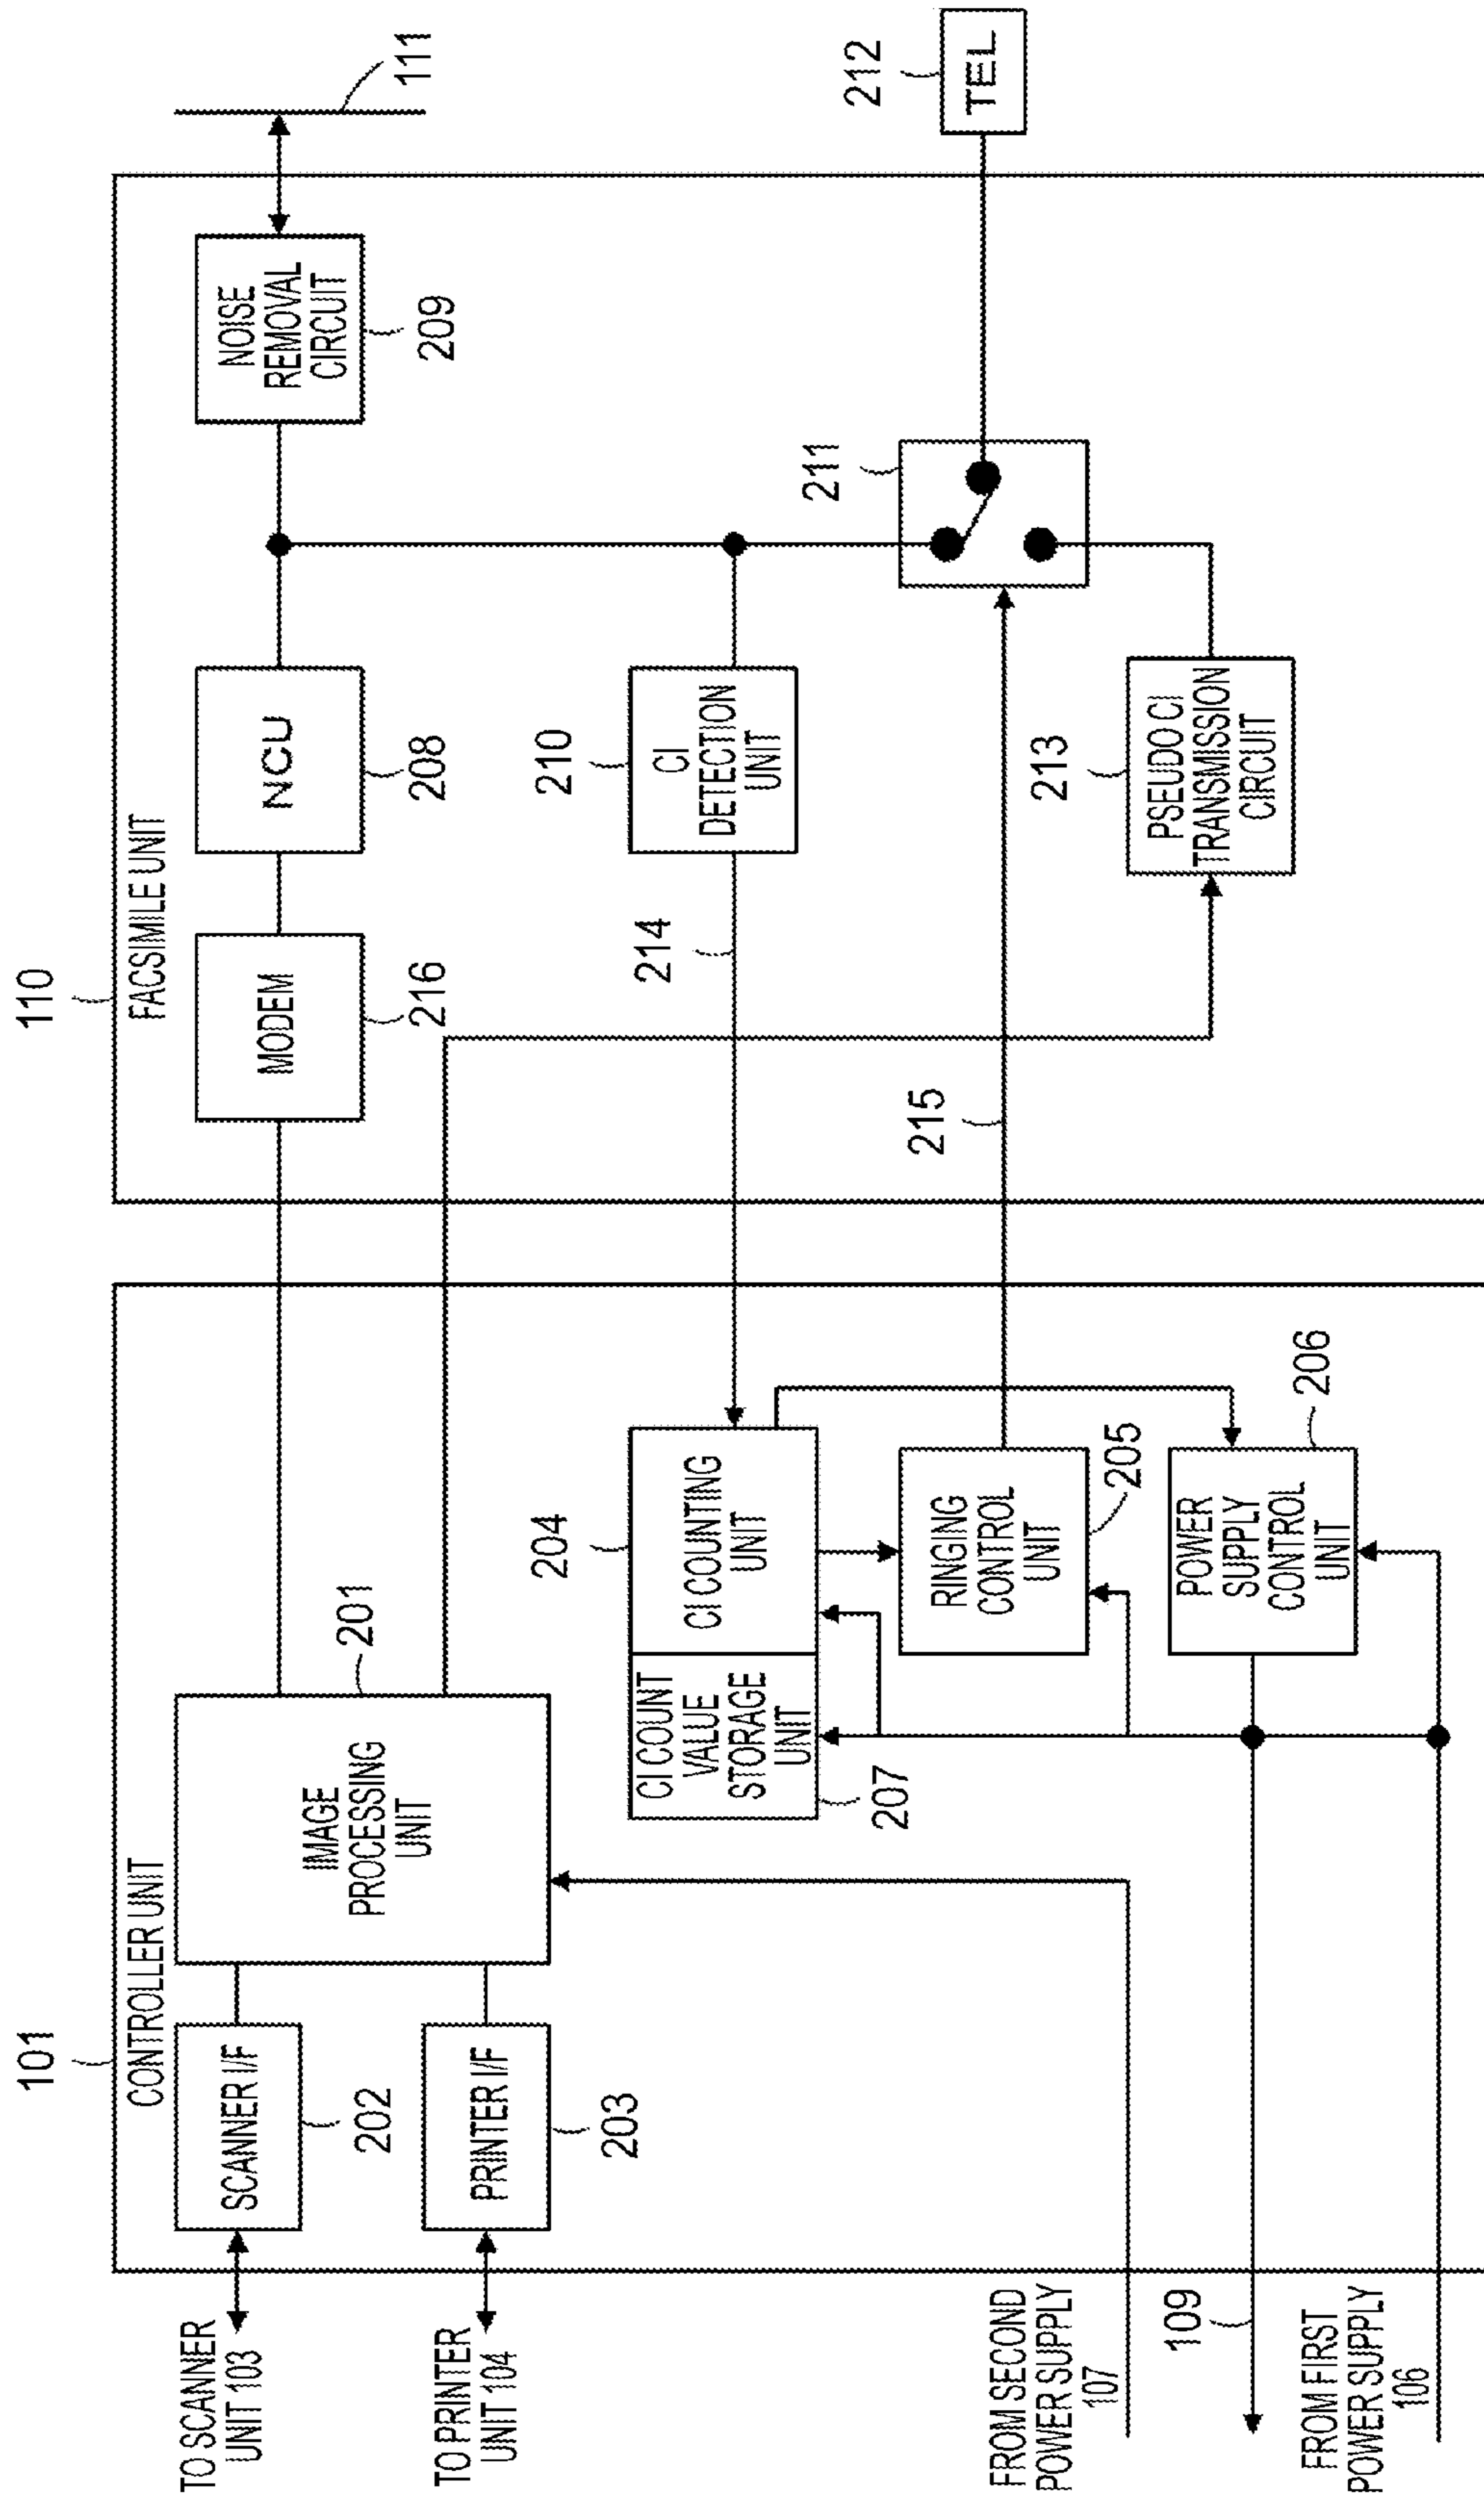 101
CONTROLLER UNIT
TO SCANNER
UNIT 103
SCANNER I/F
202
TO PRINTER
UNIT 104
PRINTER I/F
203
IMAGE
PROCESSING
UNIT
201
CI COUNT
VALUE
STORAGE
UNIT
207
CI COUNTING
UNIT
204
RINGING
CONTROL
UNIT
205
POWER
SUPPLY
CONTROL
UNIT
206
FROM SECOND
POWER SUPPLY
107
109
FROM FIRST
POWER SUPPLY
106
110
FACSIMILE UNIT
MODEM
216
NCU
208
NOISE
REMOVAL
CIRCUIT
209
111
214
210
CI
DETECTION
UNIT
215
211
212
TEL
213
PSEUDO CI
TRANSMISSION
CIRCUIT